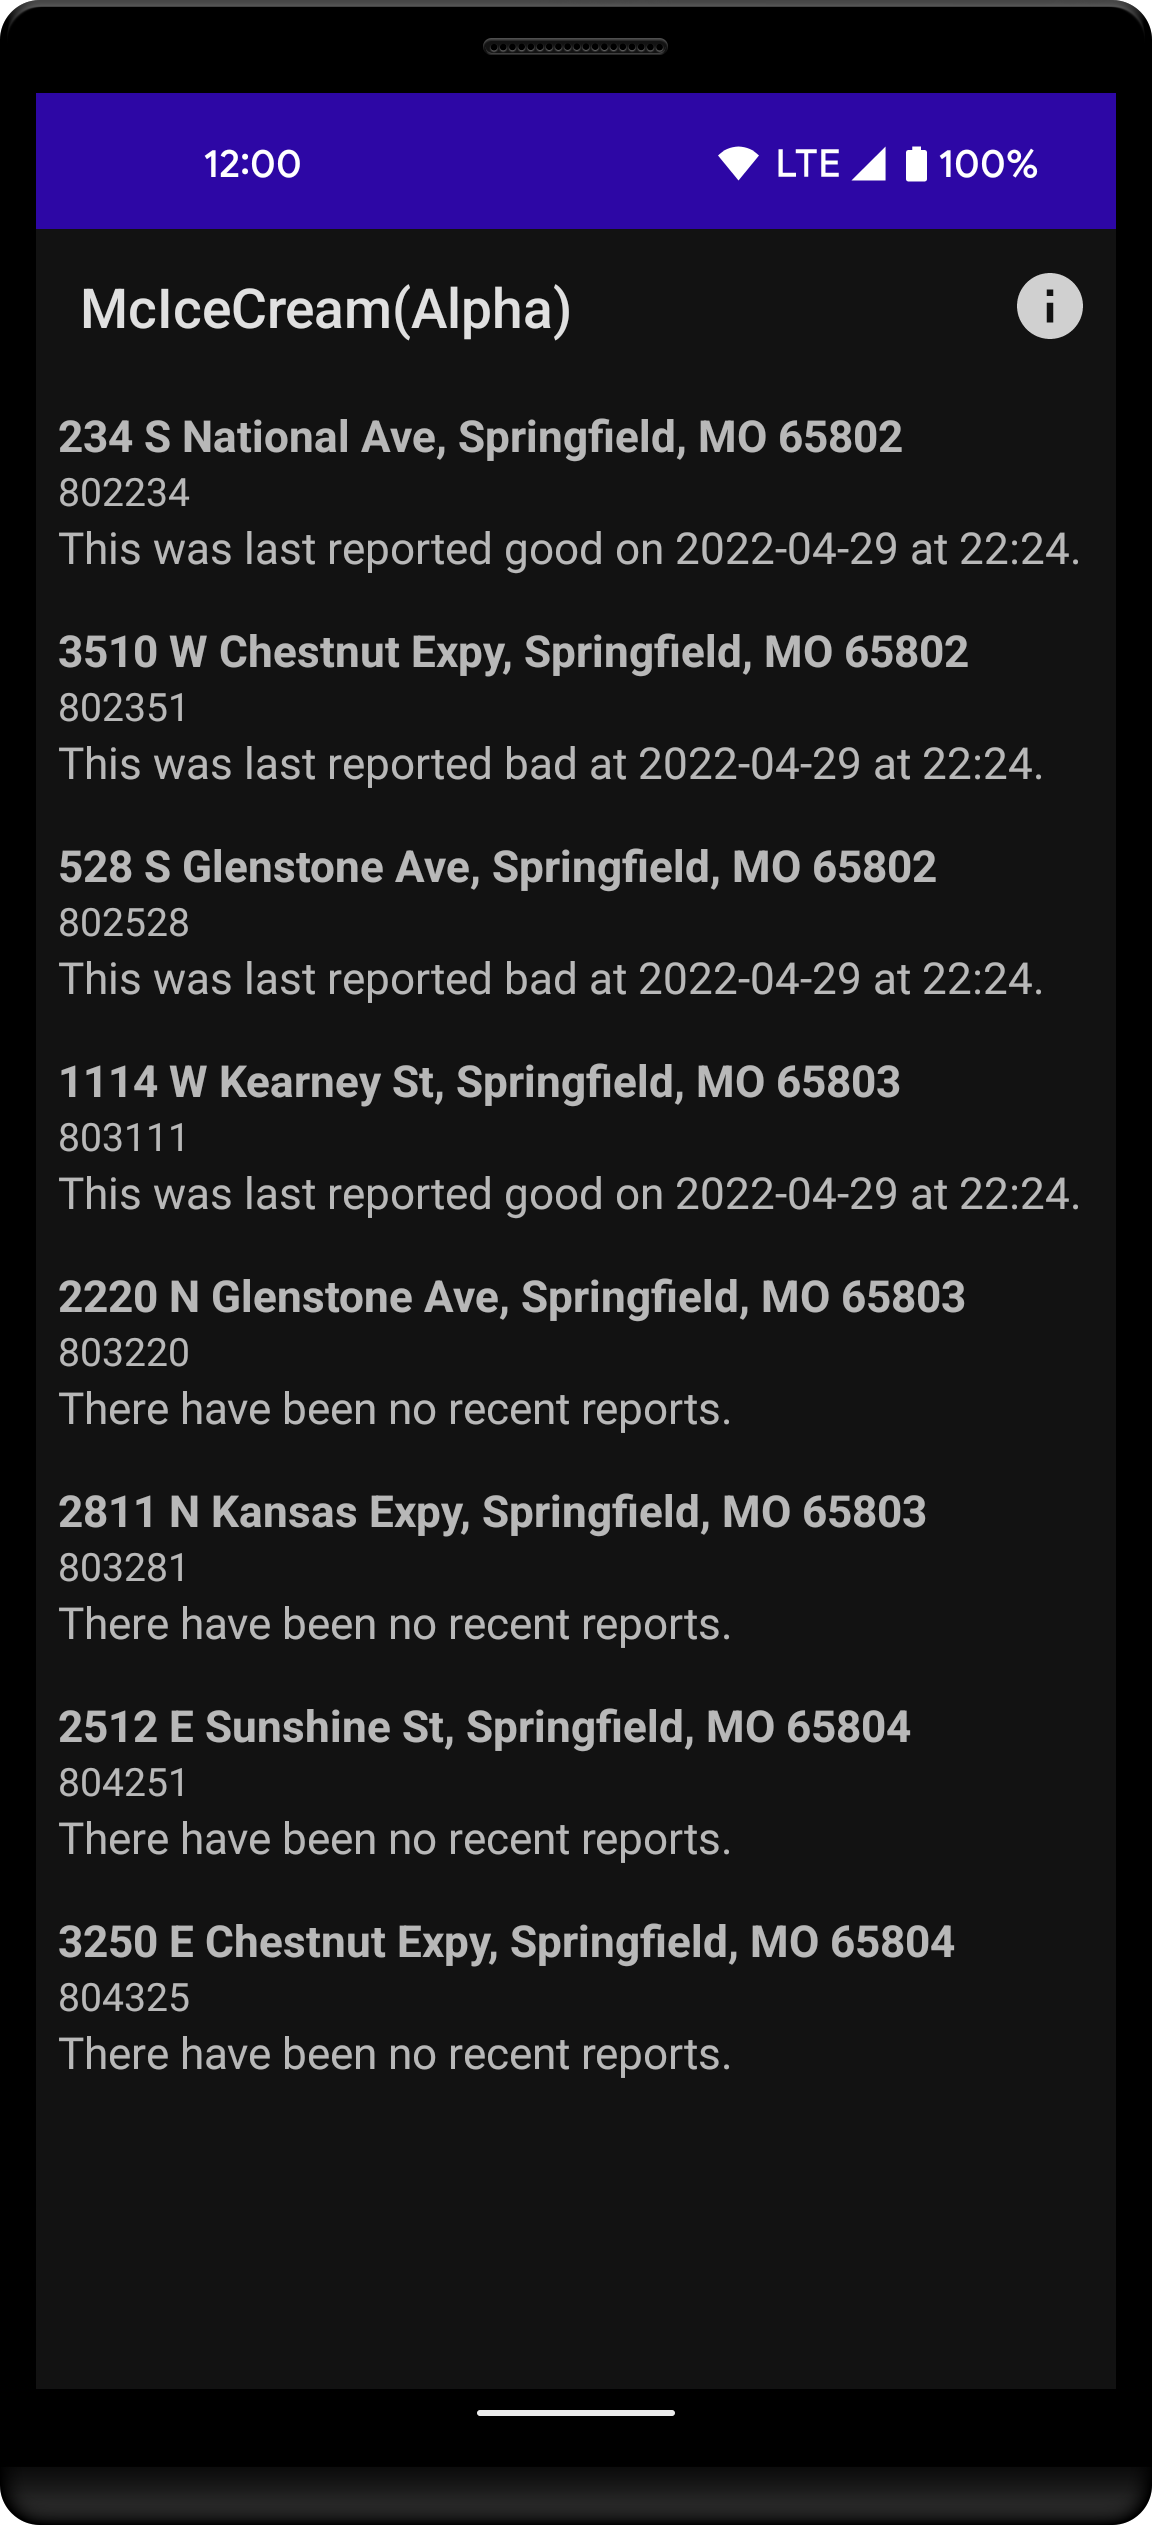 12:00 LTE 100%
McIceCream(Alpha)
234 S National Ave, Springfield, MO 65802
802234
This was last reported good on 2022-04-29 at 22:24.
3510 W Chestnut Expy, Springfield, MO 65802
802351
This was last reported bad at 2022-04-29 at 22:24.
528 S Glenstone Ave, Springfield, MO 65802
802528
This was last reported bad at 2022-04-29 at 22:24.
1114 W Kearney St, Springfield, MO 65803
803111
This was last reported good on 2022-04-29 at 22:24.
2220 N Glenstone Ave, Springfield, MO 65803
803220
There have been no recent reports.
2811 N Kansas Expy, Springfield, MO 65803
803281
There have been no recent reports.
2512 E Sunshine St, Springfield, MO 65804
804251
There have been no recent reports.
3250 E Chestnut Expy, Springfield, MO 65804
804325
There have been no recent reports.